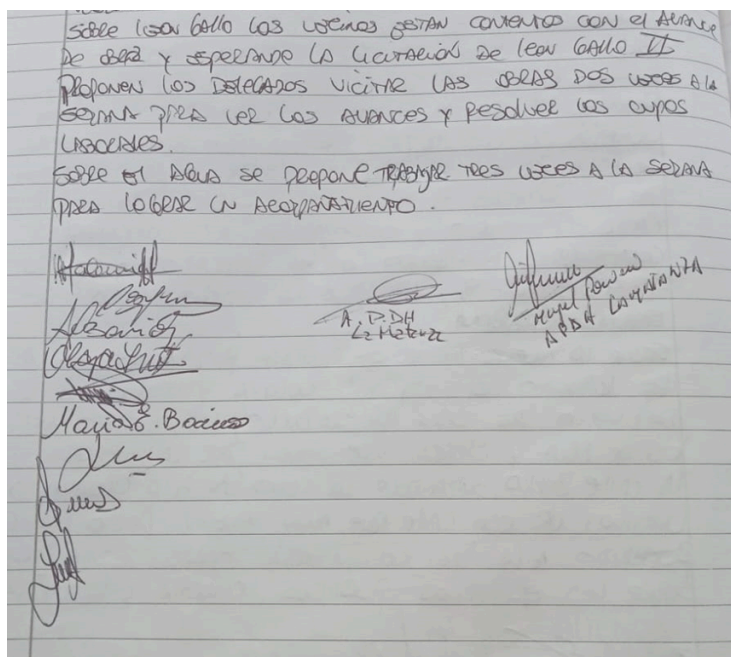 Sobre leon Gallo los vecinos estan contentos con el avance
de obra y esperando la licitación de leon Gallo II
proponen los delegados vicitar las obras dos veces a la
semana para ver los avances y resolver los cupos
laborales.
Sobre el agua se propone trabajar tres veces a la semana
para lograr un acompañamiento.
A.P.DH
La Matanza
APDH LA MATANZA
Maria E.